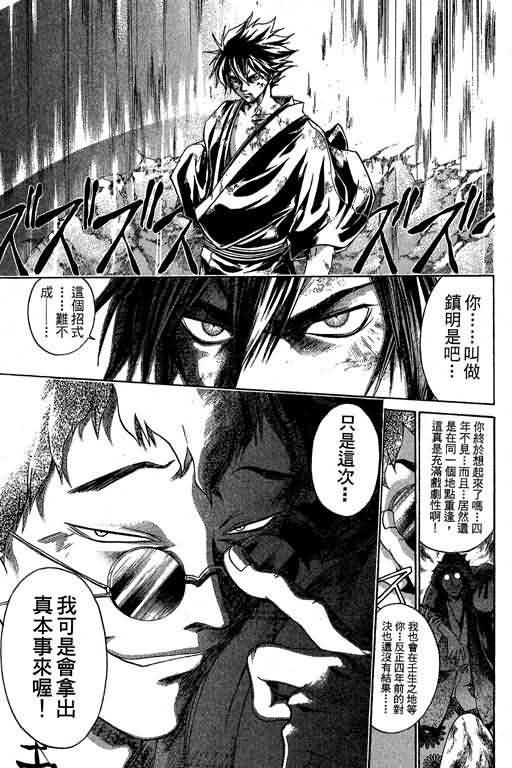 ズズズズズ
你……叫做
鎮明是吧…
這個招式
……難不
成——
你終於想起來了嗎…四
年不見…而且…居然還
是在同一個地點重逢，
這真是充滿戲劇性啊！
我也會在壬生之地等
你…反正四年前的對
決也還沒有結果…
只是這次…
我可是會拿出
真本事來喔！